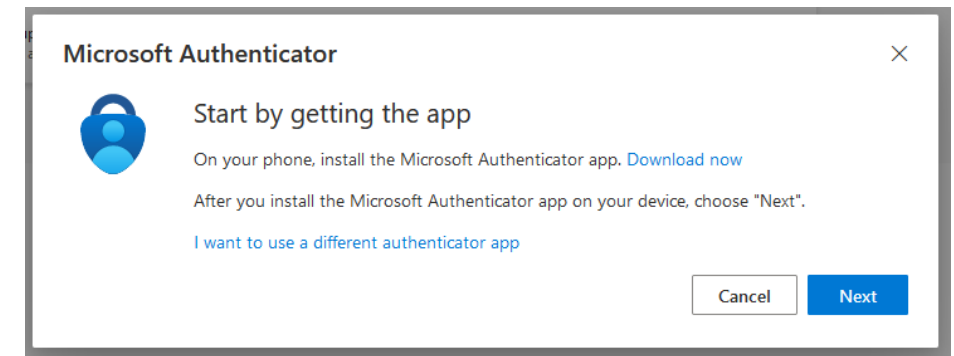 Microsoft Authenticator
Start by getting the app
On your phone, install the Microsoft Authenticator app. Download now
After you install the Microsoft Authenticator app on your device, choose "Next".
I want to use a different authenticator app
Cancel Next